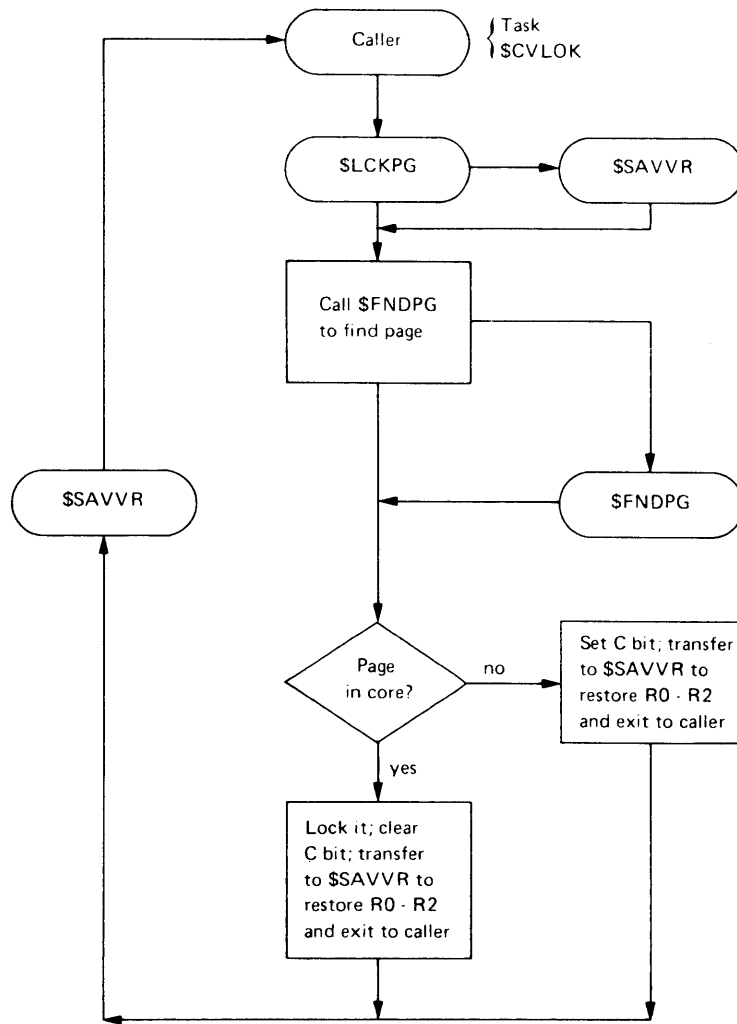 Caller
Task
$CVLOK
$LCKPG
$SAVVR
Call $FNDPG
to find page
$SAVVR
$FNDPG
Page
in core?
no
Set C bit; transfer
to $SAVVR to
restore R0 - R2
and exit to caller
yes
Lock it; clear
C bit; transfer
to $SAVVR to
restore R0 - R2
and exit to caller